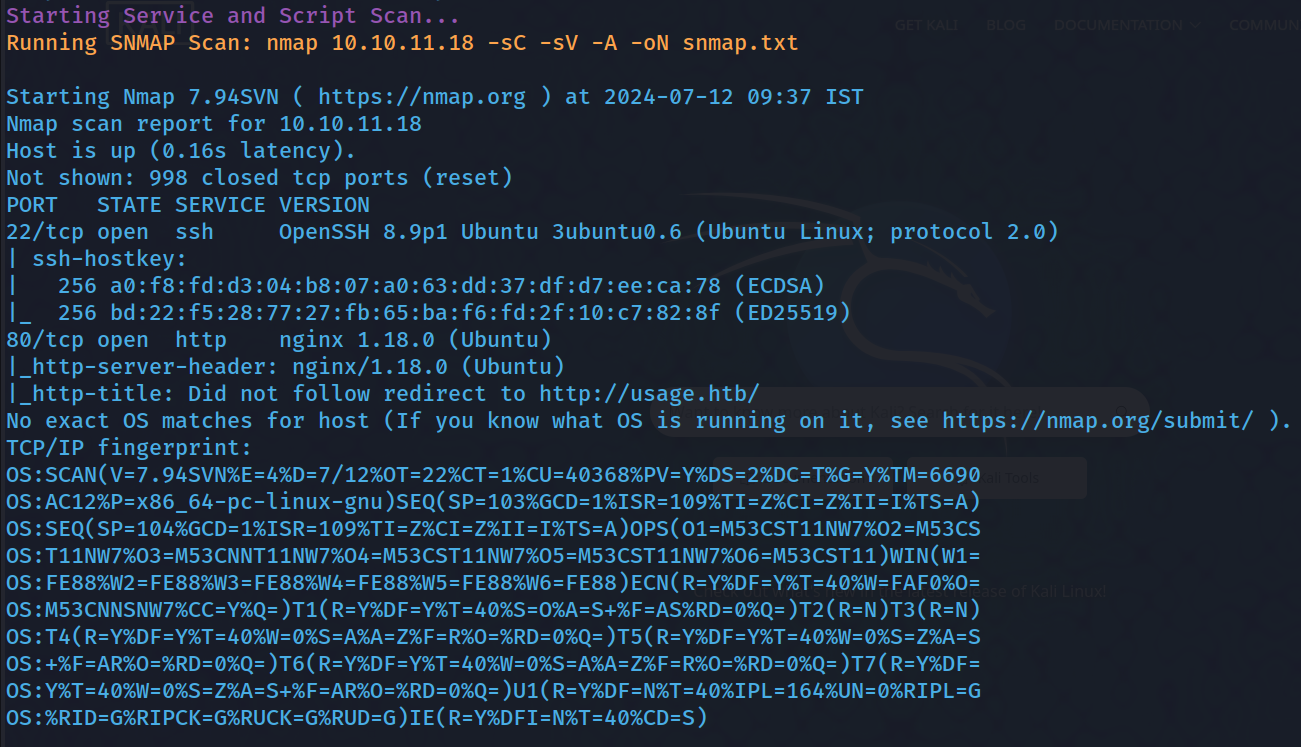 Starting Service and Script Scan...
GET KALI BLOG DOCUMENTATION COMMUN
Running SNMAP Scan: nmap 10.10.11.18 -sC -sV -A -oN snmap.txt
Starting Nmap 7.94SVN ( https://nmap.org ) at 2024-07-12 09:37 IST
Nmap scan report for 10.10.11.18
Host is up (0.16s latency).
Not shown: 998 closed tcp ports (reset)
PORT   STATE SERVICE VERSION
22/tcp open  ssh     OpenSSH 8.9p1 Ubuntu 3ubuntu0.6 (Ubuntu Linux; protocol 2.0)
| ssh-hostkey:
|   256 a0:f8:fd:d3:04:b8:07:a0:63:dd:37:df:d7:ee:ca:78 (ECDSA)
|_  256 bd:22:f5:28:77:27:fb:65:ba:f6:fd:2f:10:c7:82:8f (ED25519)
80/tcp open  http    nginx 1.18.0 (Ubuntu)
|_http-server-header: nginx/1.18.0 (Ubuntu)
|_http-title: Did not follow redirect to http://usage.htb/
No exact OS matches for host (If you know what OS is running on it, see https://nmap.org/submit/ ).
TCP/IP fingerprint:
OS:SCAN(V=7.94SVN%E=4%D=7/12%OT=22%CT=1%CU=40368%PV=Y%DS=2%DC=T%G=Y%TM=6690
OS:AC12%P=x86_64-pc-linux-gnu)SEQ(SP=103%GCD=1%ISR=109%TI=Z%CI=Z%II=I%TS=A)
OS:SEQ(SP=104%GCD=1%ISR=109%TI=Z%CI=Z%II=I%TS=A)OPS(O1=M53CST11NW7%O2=M53CS
OS:T11NW7%O3=M53CNNT11NW7%O4=M53CST11NW7%O5=M53CST11NW7%O6=M53CST11)WIN(W1=
OS:FE88%W2=FE88%W3=FE88%W4=FE88%W5=FE88%W6=FE88)ECN(R=Y%DF=Y%T=40%W=FAF0%O=
OS:M53CNNSNW7%CC=Y%Q=)T1(R=Y%DF=Y%T=40%S=O%A=S+%F=AS%RD=0%Q=)T2(R=N)T3(R=N)
OS:T4(R=Y%DF=Y%T=40%W=0%S=A%A=Z%F=R%O=%RD=0%Q=)T5(R=Y%DF=Y%T=40%W=0%S=Z%A=S
OS:+%F=AR%O=%RD=0%Q=)T6(R=Y%DF=Y%T=40%W=0%S=A%A=Z%F=R%O=%RD=0%Q=)T7(R=Y%DF=
OS:Y%T=40%W=0%S=Z%A=S+%F=AR%O=%RD=0%Q=)U1(R=Y%DF=N%T=40%IPL=164%UN=0%RIPL=G
OS:%RID=G%RIPCK=G%RUCK=G%RUD=G)IE(R=Y%DFI=N%T=40%CD=S)